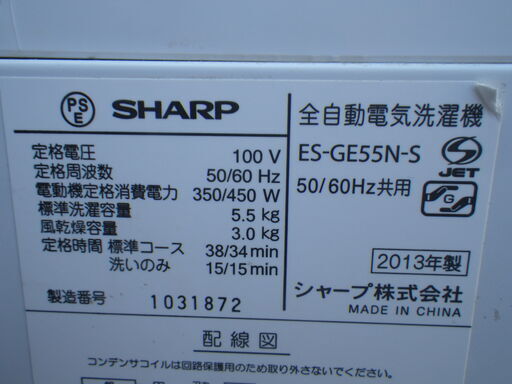 PSE SHARP
定格電圧 100 V
定格周波数 50/60 Hz
電動機定格消費電力 350/450 W
標準洗濯容量 5.5 kg
風乾燥容量 3.0 kg
定格時間 標準コース 38/34 min
洗いのみ 15/15 min
製造番号 1031872
全自動電気洗濯機
ES-GE55N-S
50/60Hz共用
S JET
G
2013年製
シャープ株式会社
MADE IN CHINA
配線図
コンデンサコイルは回路保護用のため取り外さないでください。